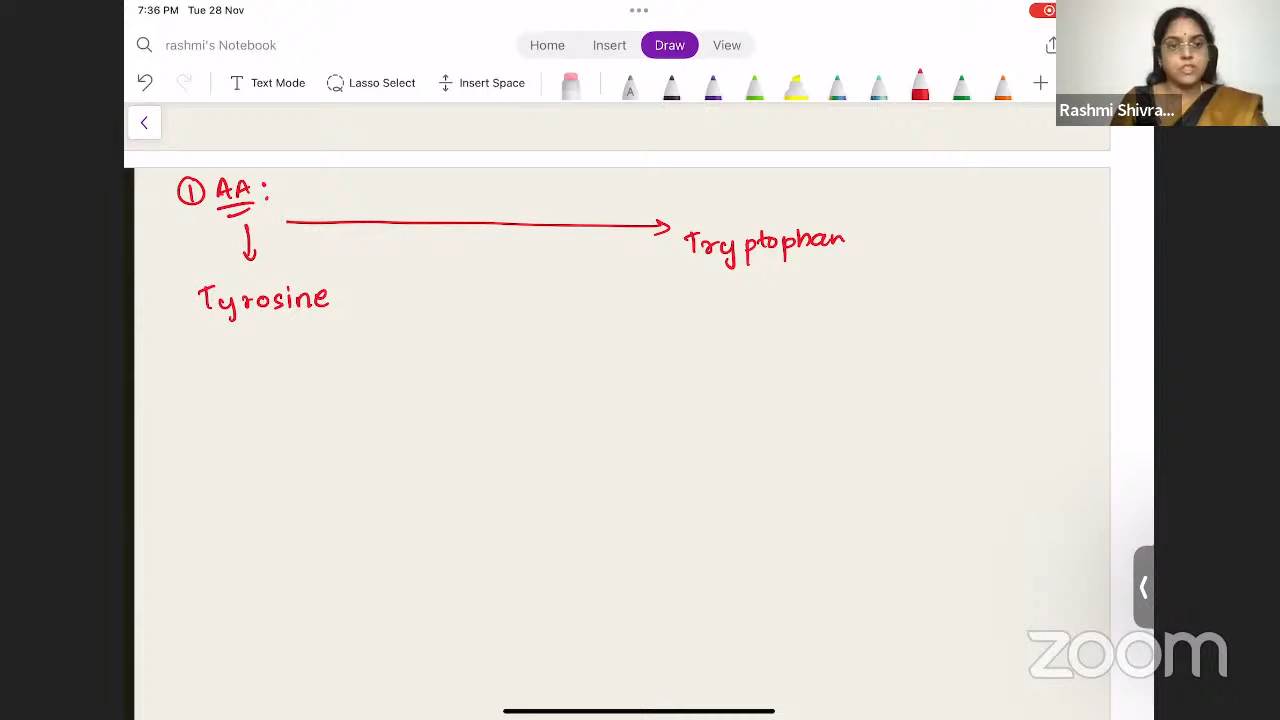 7:36 PM Tue 28 Nov
rashmi's Notebook
Home Insert Draw View
Text Mode Lasso Select Insert Space
A
Rashmi Shivra...
① AA:
Tryptophan
Tyrosine
zoom